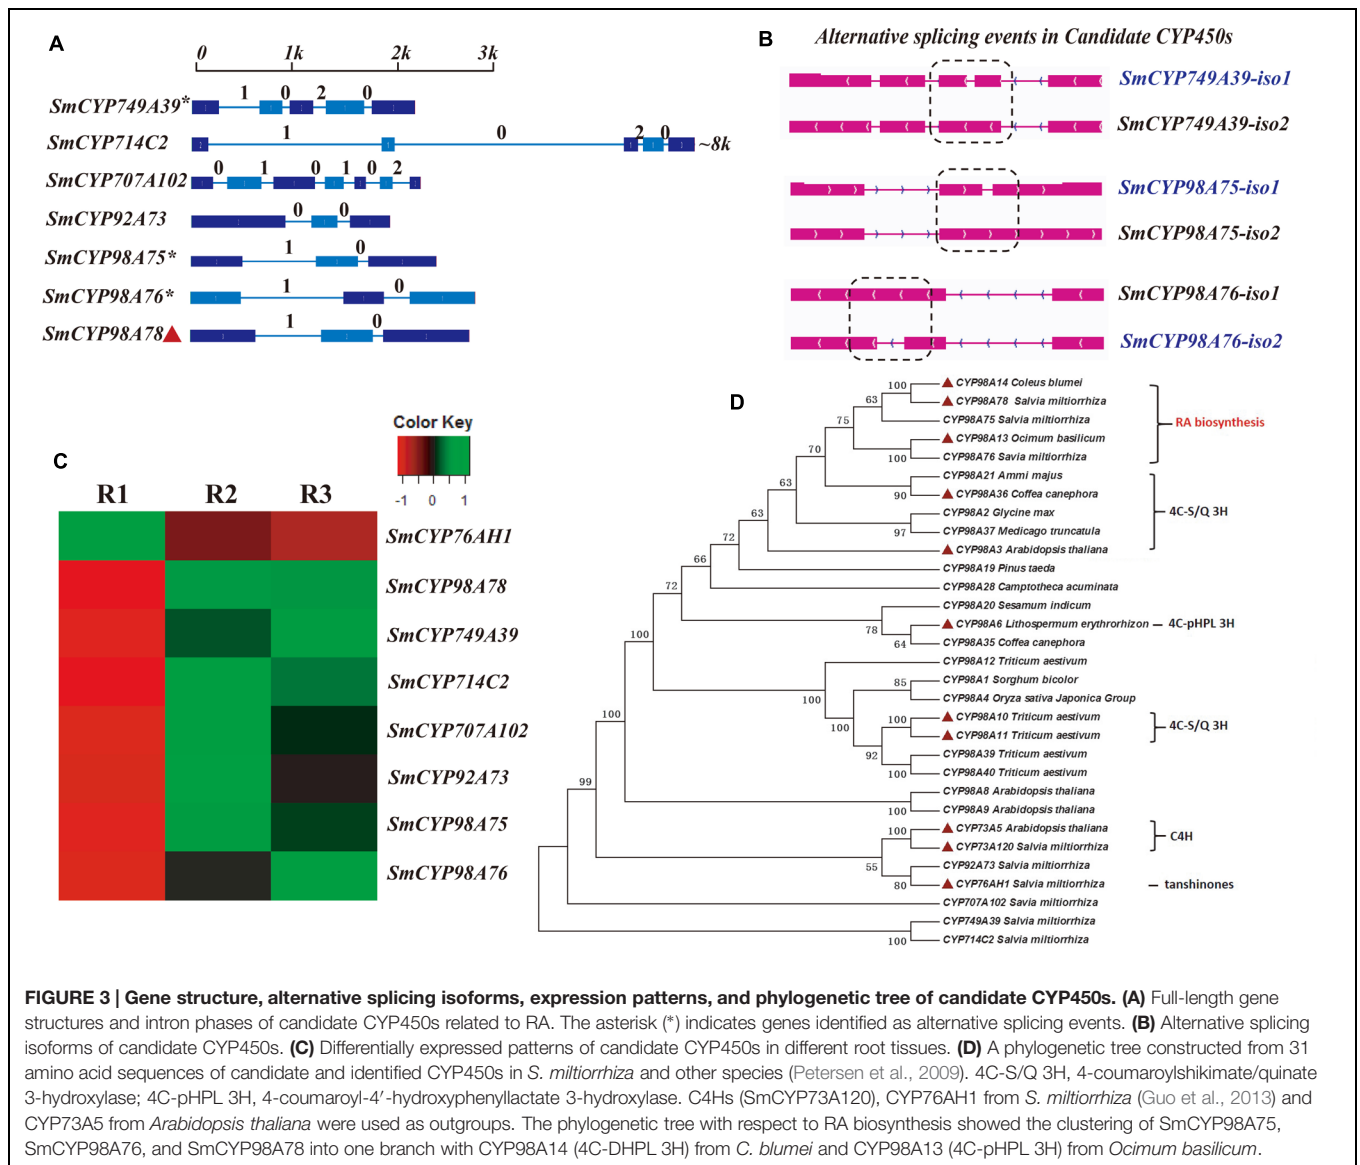 A
0 1k 2k 3k
SmCYP749A39* 1 0 2 0
SmCYP714C2 1 0 2 0 ~8k
SmCYP707A102 0 1 0 1 0 2
SmCYP92A73 0 0
SmCYP98A75* 1 0
SmCYP98A76* 1 0
SmCYP98A78 1 0
B
Alternative splicing events in Candidate CYP450s
SmCYP749A39-iso1
SmCYP749A39-iso2
SmCYP98A75-iso1
SmCYP98A75-iso2
SmCYP98A76-iso1
SmCYP98A76-iso2
C
Color Key
-1 0 1
R1 R2 R3
SmCYP76AH1
SmCYP98A78
SmCYP749A39
SmCYP714C2
SmCYP707A102
SmCYP92A73
SmCYP98A75
SmCYP98A76
D
100 CYP98A14 Coleus blumei
63 CYP98A78 Salvia miltiorrhiza
75 CYP98A75 Salvia miltiorrhiza
RA biosynthesis
CYP98A13 Ocimum basilicum
100 CYP98A76 Savia miltiorrhiza
70
CYP98A21 Ammi majus
63
90 CYP98A36 Coffea canephora
4C-S/Q 3H
63 CYP98A2 Glycine max
97 CYP98A37 Medicago truncatula
72 CYP98A3 Arabidopsis thaliana
66 CYP98A19 Pinus taeda
72 CYP98A28 Camptotheca acuminata
CYP98A20 Sesamum indicum
78 CYP98A6 Lithospermum erythrorhizon 4C-pHPL 3H
100 64 CYP98A35 Coffea canephora
CYP98A12 Triticum aestivum
85 CYP98A1 Sorghum bicolor
100 CYP98A4 Oryza sativa Japonica Group
100 100 CYP98A10 Triticum aestivum
100 CYP98A11 Triticum aestivum
4C-S/Q 3H
92 CYP98A39 Triticum aestivum
100 CYP98A40 Triticum aestivum
99 CYP98A8 Arabidopsis thaliana
100 CYP98A9 Arabidopsis thaliana
100 CYP73A5 Arabidopsis thaliana
C4H
CYP73A120 Salvia miltiorrhiza
55 CYP92A73 Salvia miltiorrhiza
80 CYP76AH1 Salvia miltiorrhiza tanshinones
CYP707A102 Savia miltiorrhiza
CYP749A39 Salvia miltiorrhiza
100 CYP714C2 Salvia miltiorrhiza
FIGURE 3 | Gene structure, alternative splicing isoforms, expression patterns, and phylogenetic tree of candidate CYP450s. (A) Full-length gene
structures and intron phases of candidate CYP450s related to RA. The asterisk (*) indicates genes identified as alternative splicing events. (B) Alternative splicing
isoforms of candidate CYP450s. (C) Differentially expressed patterns of candidate CYP450s in different root tissues. (D) A phylogenetic tree constructed from 31
amino acid sequences of candidate and identified CYP450s in S. miltiorrhiza and other species (Petersen et al., 2009). 4C-S/Q 3H, 4-coumaroylshikimate/quinate
3-hydroxylase; 4C-pHPL 3H, 4-coumaroyl-4′-hydroxyphenyllactate 3-hydroxylase. C4Hs (SmCYP73A120), CYP76AH1 from S. miltiorrhiza (Guo et al., 2013) and
CYP73A5 from Arabidopsis thaliana were used as outgroups. The phylogenetic tree with respect to RA biosynthesis showed the clustering of SmCYP98A75,
SmCYP98A76, and SmCYP98A78 into one branch with CYP98A14 (4C-DHPL 3H) from C. blumei and CYP98A13 (4C-pHPL 3H) from Ocimum basilicum.